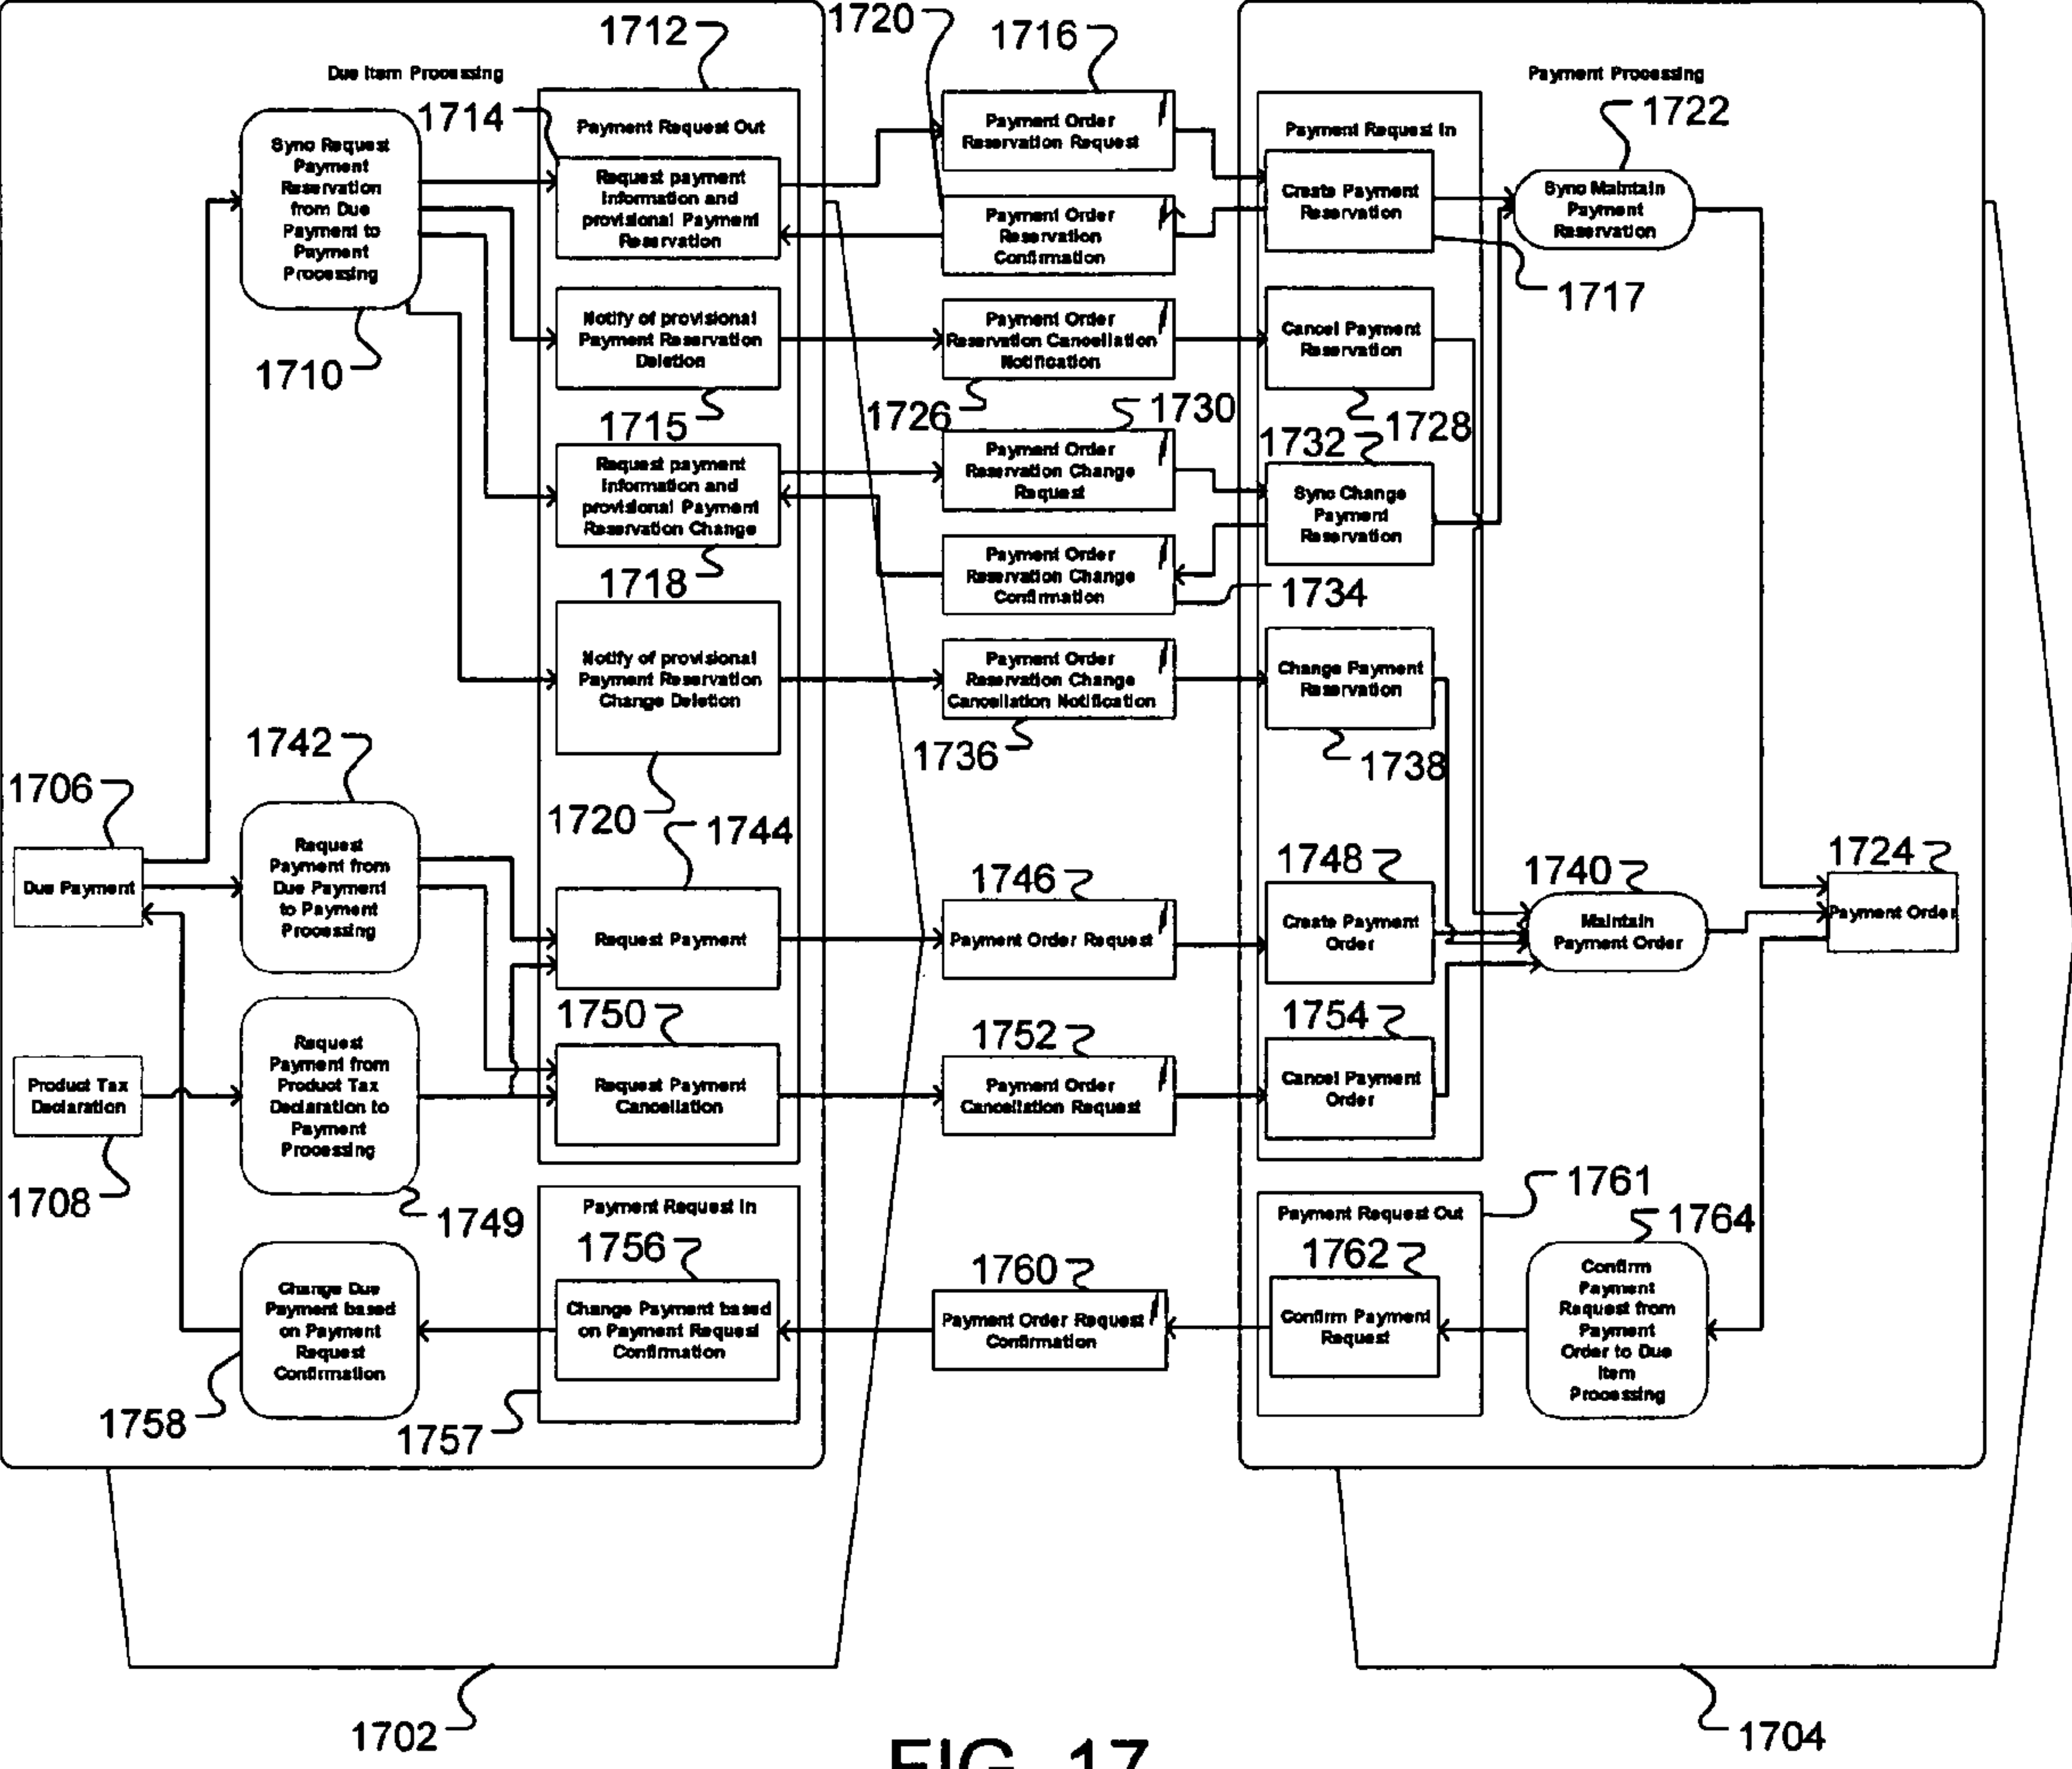 1712
1720
1716
Due Item Processing
Payment Processing
1714
1722
Payment Request Out
Payment Request In
Sync Request
Payment
Reservation
from Due
Payment to
Payment
Processing
Request payment
Information and
provisional Payment
Reservation
Payment Order
Reservation Request
Payment Order
Reservation
Confirmation
Create Payment
Reservation
Sync Maintain
Payment
Reservation
1717
1710
Notify of provisional
Payment Reservation
Deletion
1715
Payment Order
Reservation Cancellation
Notification
1726
Cancel Payment
Reservation
1728
1730
1732
Request payment
Information and
provisional Payment
Reservation Change
1718
Payment Order
Reservation Change
Request
Sync Change
Payment
Reservation
Payment Order
Reservation Change
Confirmation
1734
Notify of provisional
Payment Reservation
Change Deletion
1720
Payment Order
Reservation Change
Cancellation Notification
1736
Change Payment
Reservation
1738
1742
1706
Due Payment
Request
Payment from
Due Payment
to Payment
Processing
1744
Request Payment
1746
Payment Order Request
1748
Create Payment
Order
1740
Maintain
Payment Order
1724
Payment Order
Product Tax
Declaration
1708
Request
Payment from
Product Tax
Declaration to
Payment
Processing
1749
1750
Request Payment
Cancellation
1752
Payment Order
Cancellation Request
1754
Cancel Payment
Order
Payment Request In
1756
Change Payment based
on Payment Request
Confirmation
1757
Change Due
Payment based
on Payment
Request
Confirmation
1758
1760
Payment Order Request
Confirmation
1761
Payment Request Out
1762
Confirm Payment
Request
1764
Confirm
Payment
Request from
Payment
Order to Due
Item
Processing
1702
1704
FIG. 17